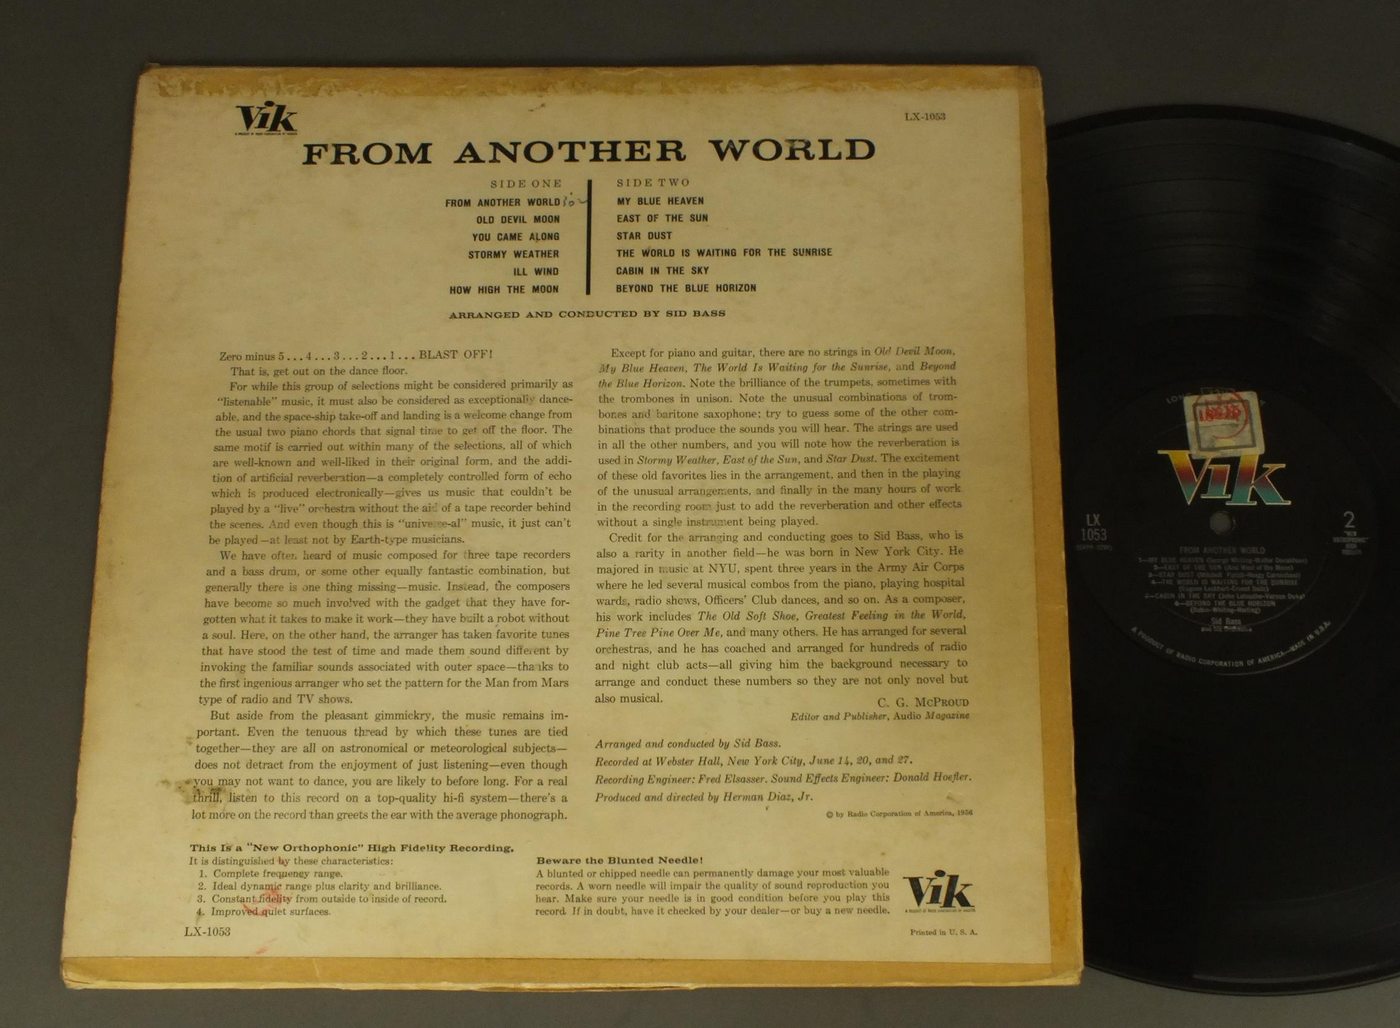 Vik
LX-1053
FROM ANOTHER WORLD
SIDE ONE
FROM ANOTHER WORLD
OLD DEVIL MOON
YOU CAME ALONG
STORMY WEATHER
ILL WIND
HOW HIGH THE MOON
SIDE TWO
MY BLUE HEAVEN
EAST OF THE SUN
STAR DUST
THE WORLD IS WAITING FOR THE SUNRISE
CABIN IN THE SKY
BEYOND THE BLUE HORIZON
ARRANGED AND CONDUCTED BY SID BASS
Zero minus 5 . . . 4 . . . 3 . . . 2 . . . 1 . . . BLAST OFF!
That is, get out on the dance floor.
For while this group of selections might be considered primarily as
"listenable" music, it must also be considered as exceptionally dance-
able, and the space-ship take-off and landing is a welcome change from
the usual two piano chords that signal time to get off the floor. The
same motif is carried out within many of the selections, all of which
are well-known and well-liked in their original form, and the addi-
tion of artificial reverberation—a completely controlled form of echo
which is produced electronically—gives us music that couldn't be
played by a "live" orchestra without the aid of a tape recorder behind
the scenes. And even though this is "universe-al" music, it just can't
be played—at least not by Earth-type musicians.
We have often heard of music composed for three tape recorders
and a bass drum, or some other equally fantastic combination, but
generally there is one thing missing—music. Instead, the composers
have become so much involved with the gadget that they have for-
gotten what it takes to make it work—they have built a robot without
a soul. Here, on the other hand, the arranger has taken favorite tunes
that have stood the test of time and made them sound different by
invoking the familiar sounds associated with outer space—thanks to
the first ingenious arranger who set the pattern for the Man from Mars
type of radio and TV shows.
But aside from the pleasant gimmickry, the music remains im-
portant. Even the tenuous thread by which these tunes are tied
together—they are all on astronomical or meteorological subjects—
does not detract from the enjoyment of just listening—even though
you may not want to dance, you are likely to before long. For a real
thrill, listen to this record on a top-quality hi-fi system—there's a
lot more on the record than greets the ear with the average phonograph.
Except for piano and guitar, there are no strings in Old Devil Moon,
My Blue Heaven, The World Is Waiting for the Sunrise, and Beyond
the Blue Horizon. Note the brilliance of the trumpets, sometimes with
the trombones in unison. Note the unusual combinations of trom-
bones and baritone saxophone; try to guess some of the other com-
binations that produce the sounds you will hear. The strings are used
in all the other numbers, and you will note how the reverberation is
used in Stormy Weather, East of the Sun, and Star Dust. The excitement
of these old favorites lies in the arrangement, and then in the playing
of the unusual arrangements, and finally in the many hours of work
in the recording room just to add the reverberation and other effects
without a single instrument being played.
Credit for the arranging and conducting goes to Sid Bass, who is
also a rarity in another field—he was born in New York City. He
majored in music at NYU, spent three years in the Army Air Corps
where he led several musical combos from the piano, playing hospital
wards, radio shows, Officers' Club dances, and so on. As a composer,
his work includes The Old Soft Shoe, Greatest Feeling in the World,
Pine Tree Pine Over Me, and many others. He has arranged for several
orchestras, and he has coached and arranged for hundreds of radio
and night club acts—all giving him the background necessary to
arrange and conduct these numbers so they are not only novel but
also musical.
C. G. McPROUD
Editor and Publisher, Audio Magazine
Arranged and conducted by Sid Bass.
Recorded at Webster Hall, New York City, June 14, 20, and 27.
Recording Engineer: Fred Elsasser. Sound Effects Engineer: Donald Hoefler.
Produced and directed by Herman Diaz, Jr.
© by Radio Corporation of America, 1956
This Is a "New Orthophonic" High Fidelity Recording.
It is distinguished by these characteristics:
1. Complete frequency range.
2. Ideal dynamic range plus clarity and brilliance.
3. Constant fidelity from outside to inside of record.
4. Improved quiet surfaces.
LX-1053
Beware the Blunted Needle!
A blunted or chipped needle can permanently damage your most valuable
records. A worn needle will impair the quality of sound reproduction you
hear. Make sure your needle is in good condition before you play this
record. If in doubt, have it checked by your dealer—or buy a new needle.
Vik
Printed in U. S. A.
Vik
LX
1053
2
FROM ANOTHER WORLD
1—MY BLUE HEAVEN
2—EAST OF THE SUN
3—STAR DUST
4—THE WORLD IS WAITING FOR THE SUNRISE
5—CABIN IN THE SKY
6—BEYOND THE BLUE HORIZON
Sid Bass
A PRODUCT OF RADIO CORPORATION OF AMERICA—MADE IN U.S.A.